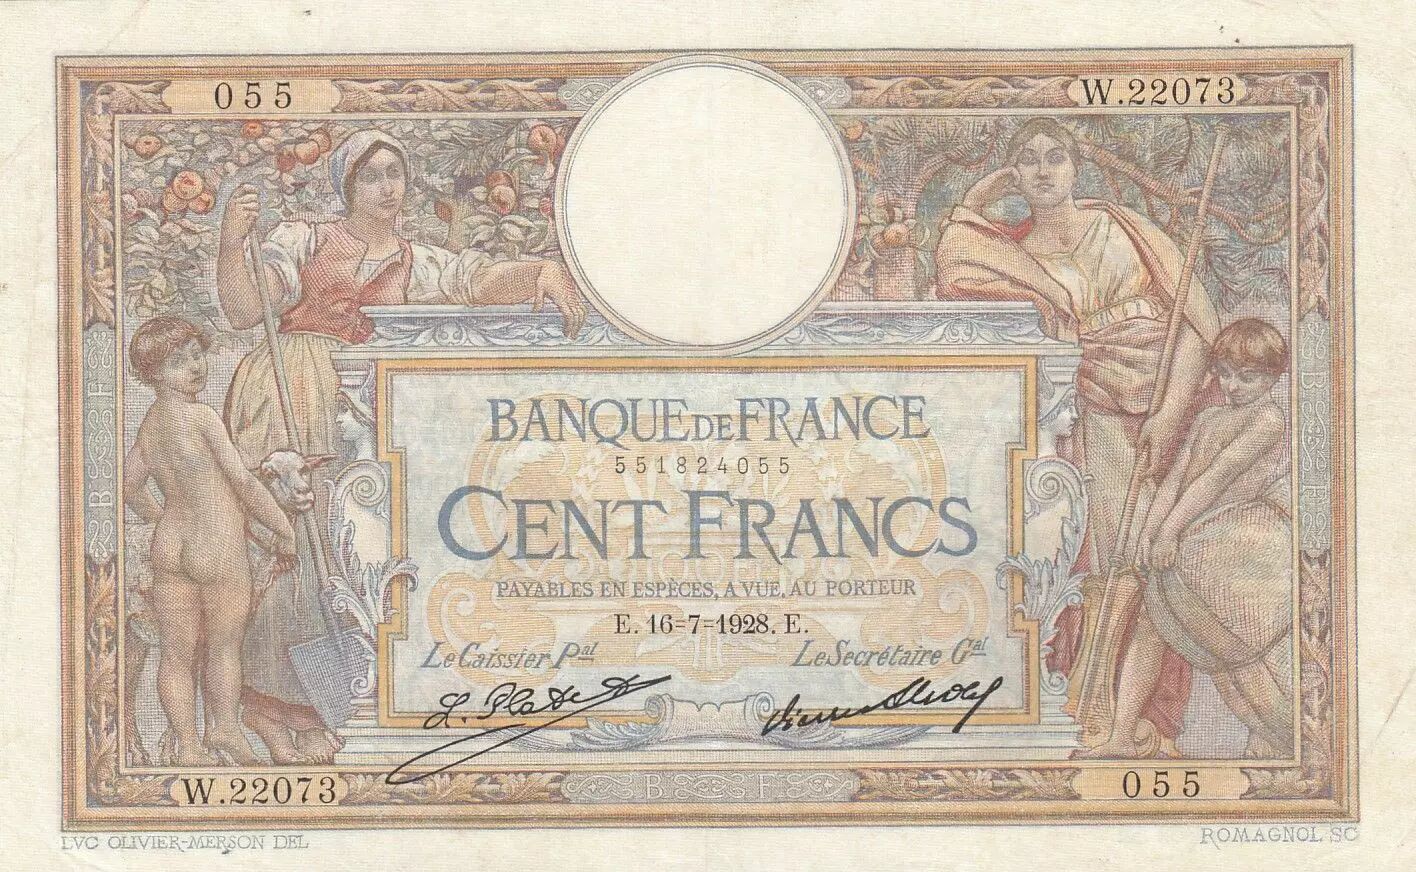 055 W.22073
BANQUE DE FRANCE
551824055
CENT FRANCS
PAYABLES EN ESPÈCES, A VUE, AU PORTEUR
E. 16=7=1928. E.
Le Caissier Pal Le Secrétaire Gal
L. Platet
W.22073 B F 055
LVC OLIVIER-MERSON DEL ROMAGNOL SC
B F
B F